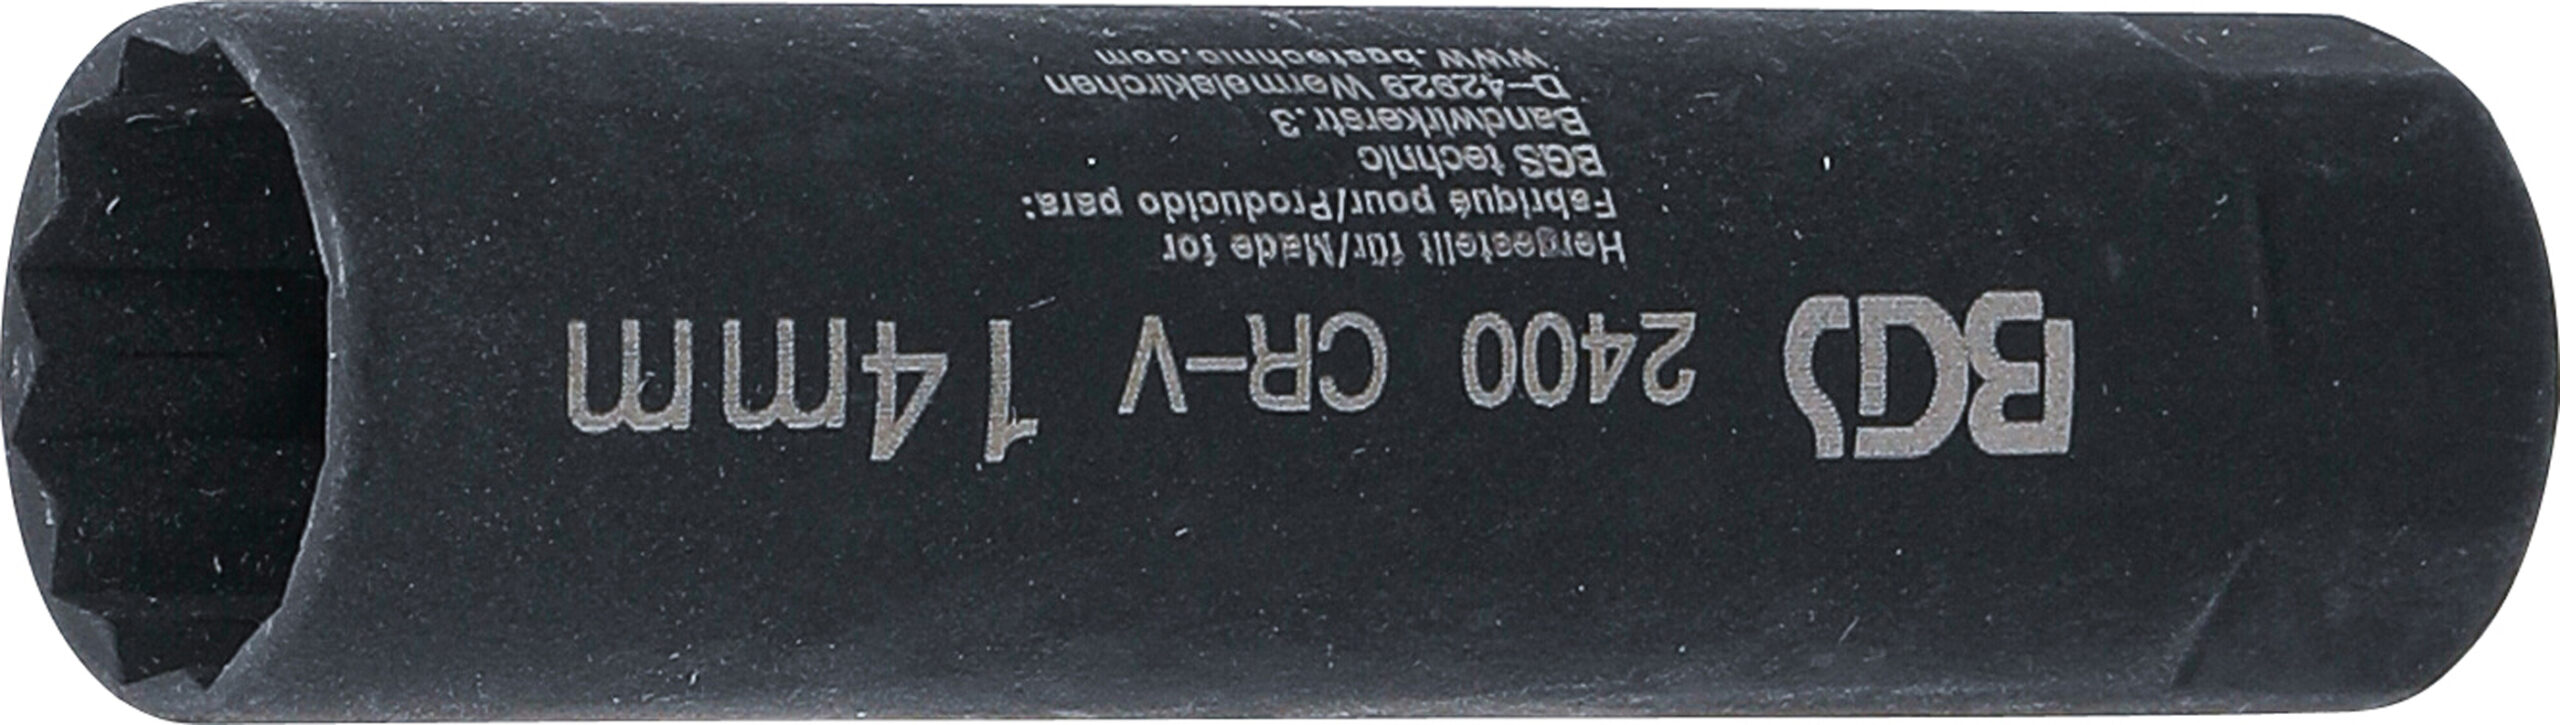 BGS 2400 CR-V 14mm
Hergestellt für/Made for
Fabriqué pour/Producido para:
BGS technic
Bandwirkerstr.3
D-42929 Wermelskirchen
www.bgstechnic.com